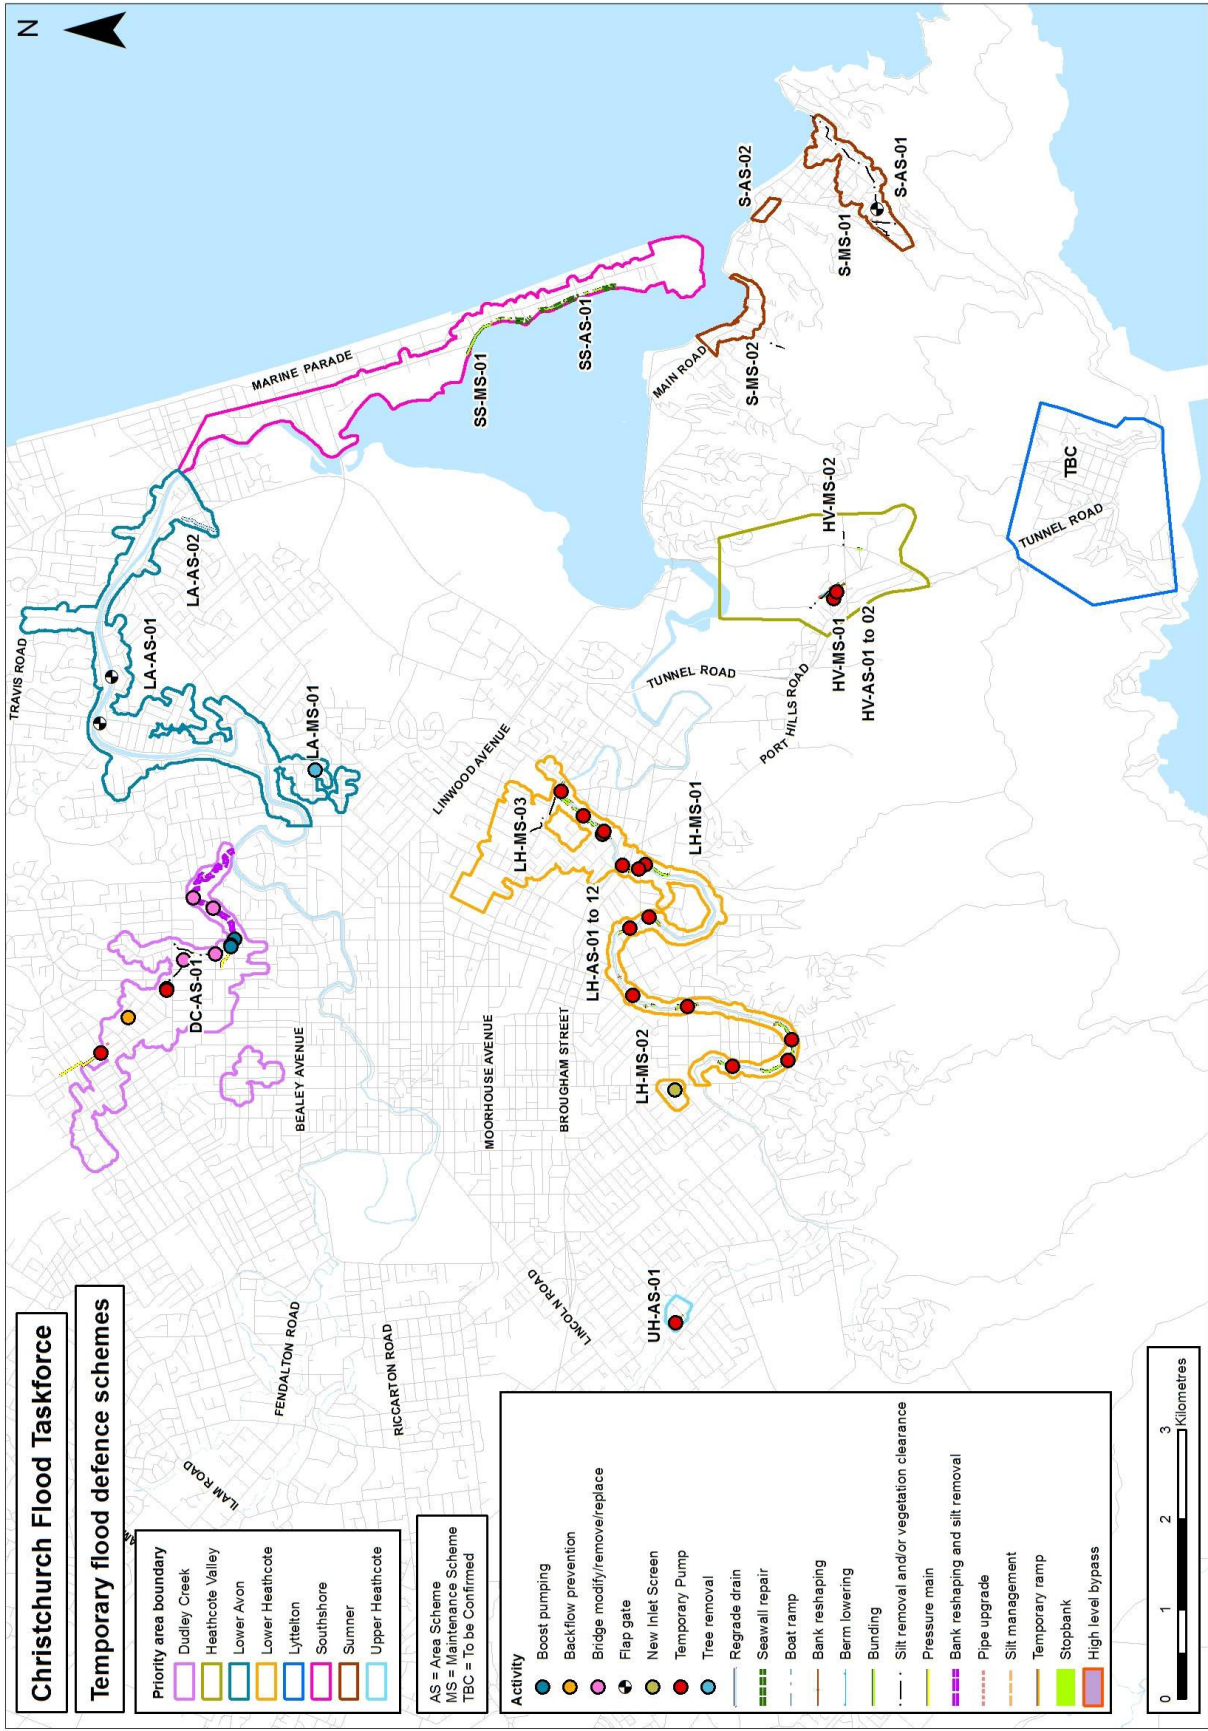 Christchurch Flood Taskforce
Temporary flood defence schemes
N
Priority area boundary
Dudley Creek
Heathcote Valley
Lower Avon
Lower Heathcote
Lyttelton
Southshore
Sumner
Upper Heathcote
AS = Area Scheme
MS = Maintenance Scheme
TBC = To be Confirmed
Activity
Boost pumping
Backflow prevention
Bridge modify/remove/replace
Flap gate
New Inlet Screen
Temporary Pump
Tree removal
Regrade drain
Seawall repair
Boat ramp
Bank reshaping
Berm lowering
Bunding
Silt removal and/or vegetation clearance
Pressure main
Bank reshaping and silt removal
Pipe upgrade
Silt management
Temporary ramp
Stopbank
High level bypass
0 1 2 3
Kilometres
ILAM ROAD
FENDALTON ROAD
RICCARTON ROAD
LINCOLN ROAD
UH-AS-01
BEALEY AVENUE
MOORHOUSE AVENUE
BROUGHAM STREET
DC-AS-01
LH-MS-02
LH-AS-01 to 12
LH-MS-03
LH-MS-01
LINWOOD AVENUE
TRAVIS ROAD
LA-AS-01
LA-MS-01
LA-AS-02
TUNNEL ROAD
PORT HILLS ROAD
HV-MS-01
HV-AS-01 to 02
HV-MS-02
TUNNEL ROAD
TBC
MARINE PARADE
SS-MS-01
SS-AS-01
MAIN ROAD
S-MS-02
S-AS-02
S-MS-01
S-AS-01